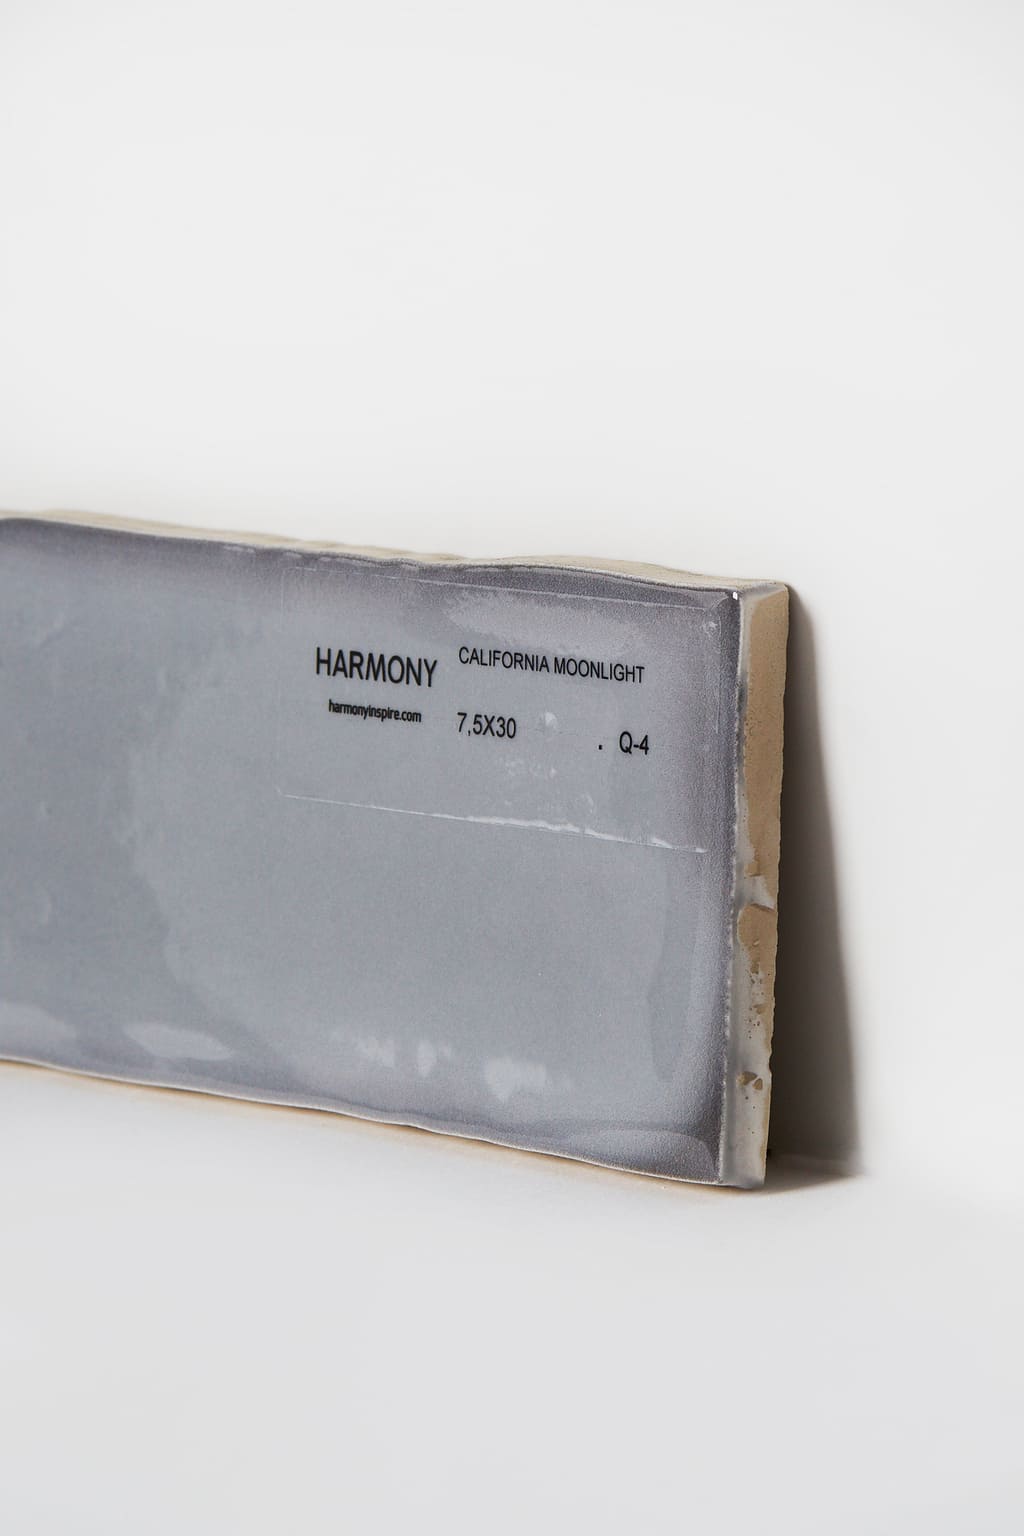 HARMONY
harmonyinspire.com
CALIFORNIA MOONLIGHT
7,5X30
. Q-4